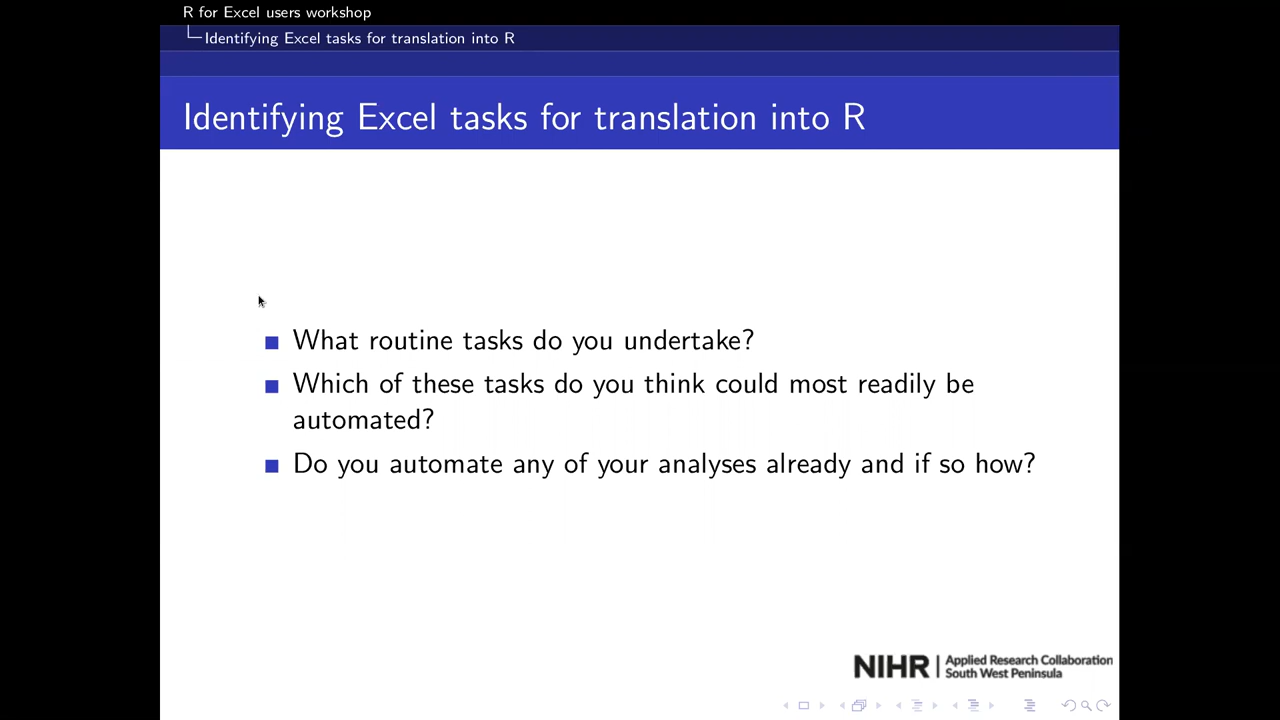 R for Excel users workshop
Identifying Excel tasks for translation into R
Identifying Excel tasks for translation into R
What routine tasks do you undertake?
Which of these tasks do you think could most readily be
automated?
Do you automate any of your analyses already and if so how?
NIHR | Applied Research Collaboration
South West Peninsula